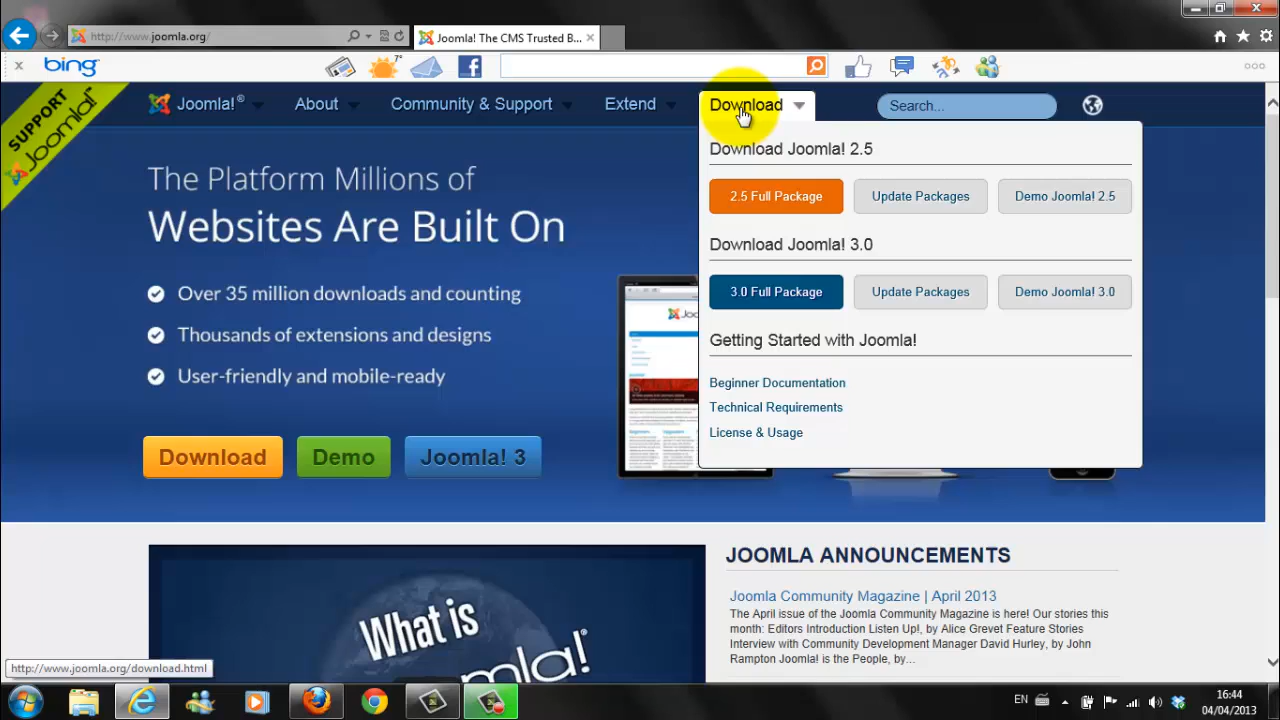 http://www.joomla.org/
Joomla! The CMS Trusted B...
bing
7°
SUPPORT
Joomla!
Joomla!®
About
Community & Support
Extend
Download
Search...
Download Joomla! 2.5
2.5 Full Package
Update Packages
Demo Joomla! 2.5
Download Joomla! 3.0
3.0 Full Package
Update Packages
Demo Joomla! 3.0
Getting Started with Joomla!
Beginner Documentation
Technical Requirements
License & Usage
The Platform Millions of
Websites Are Built On
Over 35 million downloads and counting
Thousands of extensions and designs
User-friendly and mobile-ready
Download
Demo
Joomla! 3
What is
JOOMLA ANNOUNCEMENTS
Joomla Community Magazine | April 2013
The April issue of the Joomla Community Magazine is here! Our stories this
month: Editors Introduction Listen Up!, by Alice Grevet Feature Stories
Interview with Community Development Manager David Hurley, by John
Rampton Joomla! is the People, by...
http://www.joomla.org/download.html
EN
16:44
04/04/2013